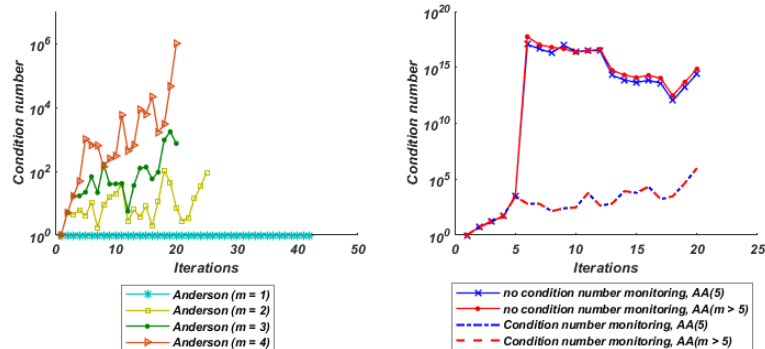 Condition number
10^6
10^4
10^2
10^0
0 10 20 30 40 50
Iterations
Anderson (m = 1)
Anderson (m = 2)
Anderson (m = 3)
Anderson (m = 4)
Condition number
10^20
10^15
10^10
10^5
10^0
0 5 10 15 20 25
Iterations
no condition number monitoring, AA(5)
no condition number monitoring, AA(m > 5)
Condition number monitoring, AA(5)
Condition number monitoring, AA(m > 5)